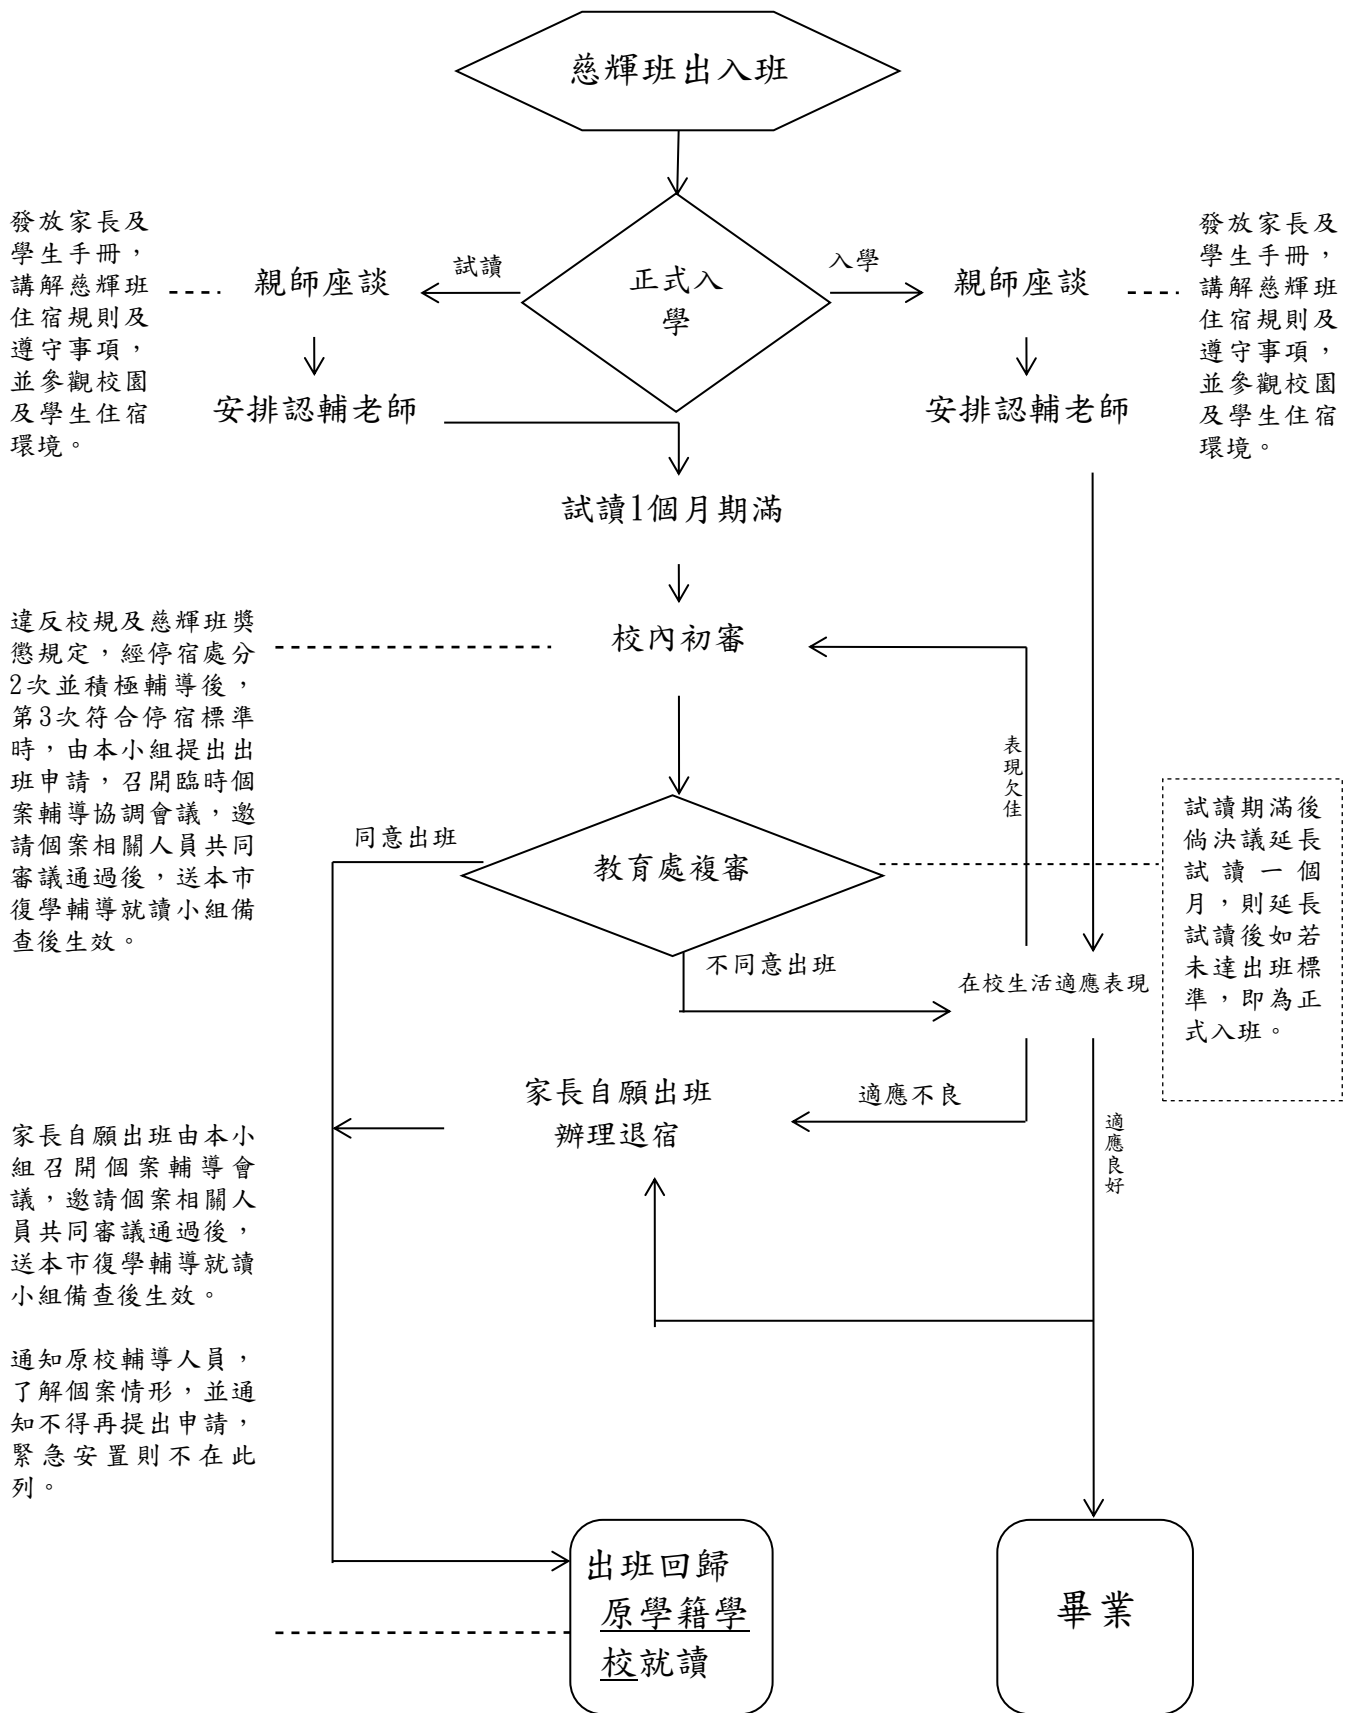 慈輝班出入班
發放家長及
學生手冊，
講解慈輝班
住宿規則及
遵守事項，
並參觀校園
及學生住宿
環境。
親師座談
試讀
正式入
學
入學
親師座談
發放家長及
學生手冊，
講解慈輝班
住宿規則及
遵守事項，
並參觀校園
及學生住宿
環境。
安排認輔老師
安排認輔老師
試讀1個月期滿
違反校規及慈輝班獎
懲規定，經停宿處分
2次並積極輔導後，
第3次符合停宿標準
時，由本小組提出出
班申請，召開臨時個
案輔導協調會議，邀
請個案相關人員共同
審議通過後，送本市
復學輔導就讀小組備
查後生效。
校內初審
表現欠佳
同意出班
教育處複審
試讀期滿後
倘決議延長
試讀一個
月，則延長
試讀後如若
未達出班標
準，即為正
式入班。
不同意出班
在校生活適應表現
家長自願出班
辦理退宿
適應不良
適應良好
家長自願出班由本小
組召開個案輔導會
議，邀請個案相關人
員共同審議通過後，
送本市復學輔導就讀
小組備查後生效。
通知原校輔導人員，
了解個案情形，並通
知不得再提出申請，
緊急安置則不在此
列。
出班回歸
原學籍學
校就讀
畢業